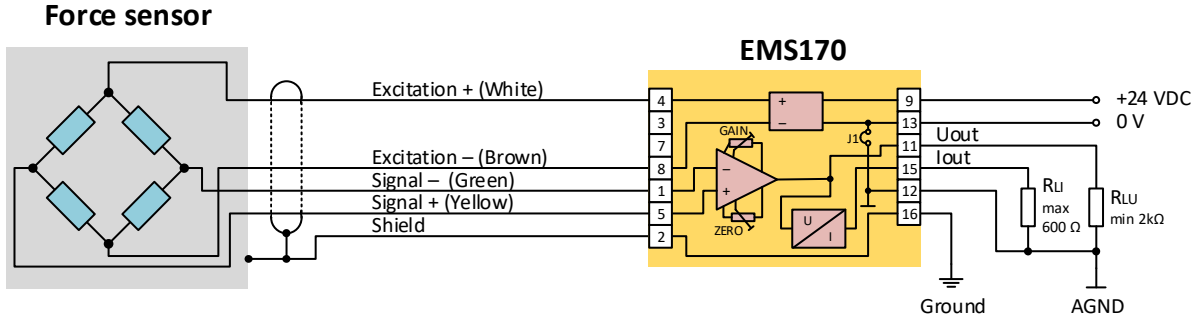 Force sensor
EMS170
Excitation + (White)
4
+
9
+24 VDC
3
–
13
0 V
GAIN
J1
Uout
7
11
Excitation – (Brown)
Iout
8
15
Signal – (Green)
–
1
12
RLI
max
600 Ω
RLU
min 2kΩ
Signal + (Yellow)
+
5
U
I
16
Shield
ZERO
2
Ground
AGND